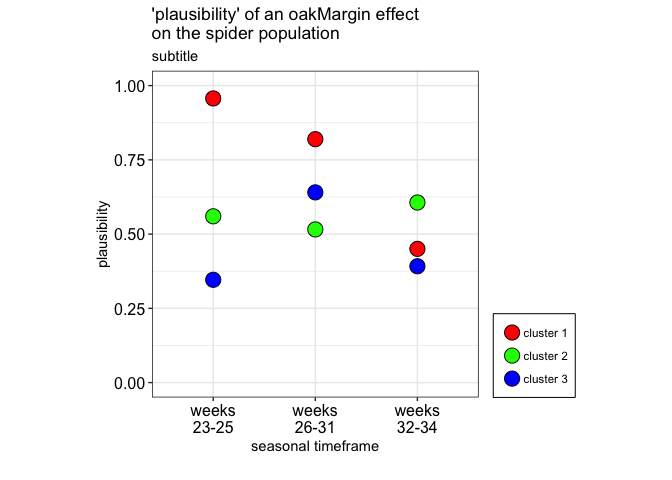 'plausibility' of an oakMargin effect
on the spider population
subtitle
1.00
0.75
0.50
0.25
0.00
plausibility
weeks
23-25
weeks
26-31
weeks
32-34
seasonal timeframe
cluster 1
cluster 2
cluster 3